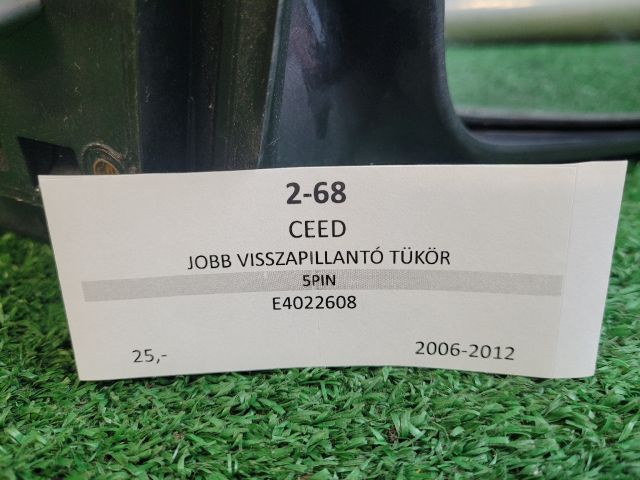 2-68
CEED
JOBB VISSZAPILLANTÓ TÜKÖR
5PIN
E4022608
25,- 2006-2012